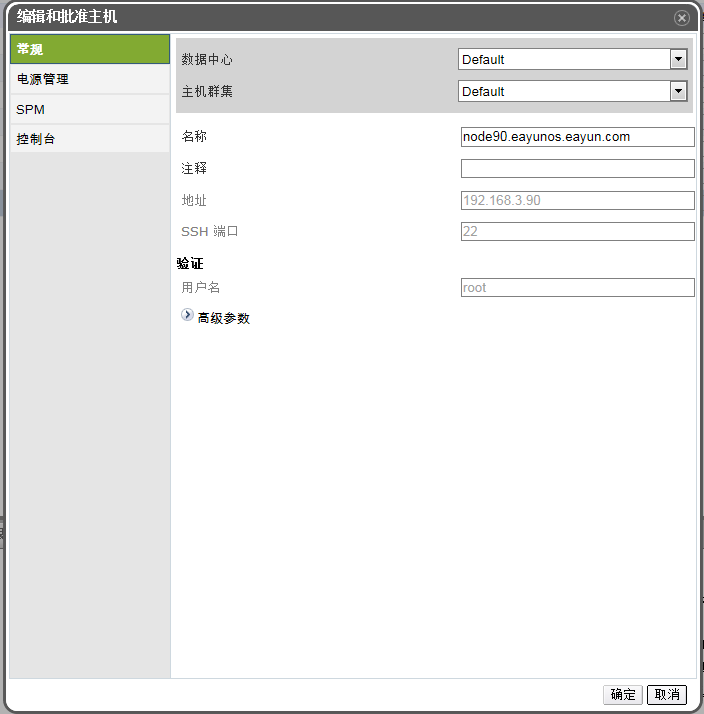 编辑和批准主机
常规
电源管理
SPM
控制台
数据中心 Default
主机群集 Default
名称 node90.eayunos.eayun.com
注释
地址 192.168.3.90
SSH 端口 22
验证
用户名 root
高级参数
确定 取消